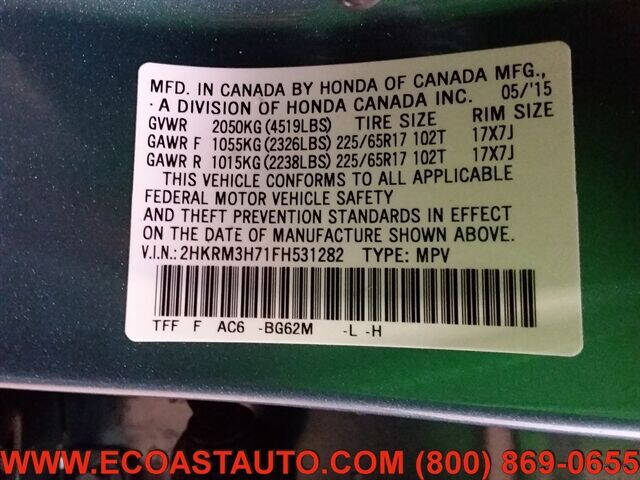 MFD. IN CANADA BY HONDA OF CANADA MFG.,
A DIVISION OF HONDA CANADA INC. 05/'15
GVWR 2050KG(4519LBS) TIRE SIZE RIM SIZE
GAWR F 1055KG(2326LBS) 225/65R17 102T 17X7J
GAWR R 1015KG(2238LBS) 225/65R17 102T 17X7J
THIS VEHICLE CONFORMS TO ALL APPLICABLE
FEDERAL MOTOR VEHICLE SAFETY
AND THEFT PREVENTION STANDARDS IN EFFECT
ON THE DATE OF MANUFACTURE SHOWN ABOVE.
V.I.N.: 2HKRM3H71FH531282 TYPE: MPV
TFF F AC6 -BG62M -L -H
WWW.ECOASTAUTO.COM (800) 869-0655